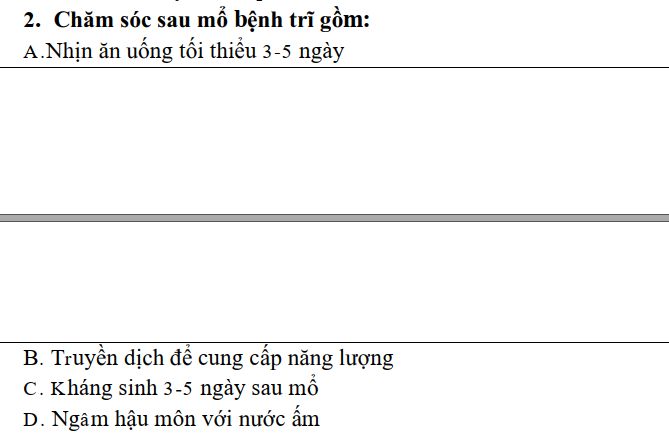 2. Chăm sóc sau mổ bệnh trĩ gồm:
A.Nhịn ăn uống tối thiểu 3-5 ngày
B. Truyền dịch để cung cấp năng lượng
C. Kháng sinh 3-5 ngày sau mổ
D. Ngâm hậu môn với nước ấm